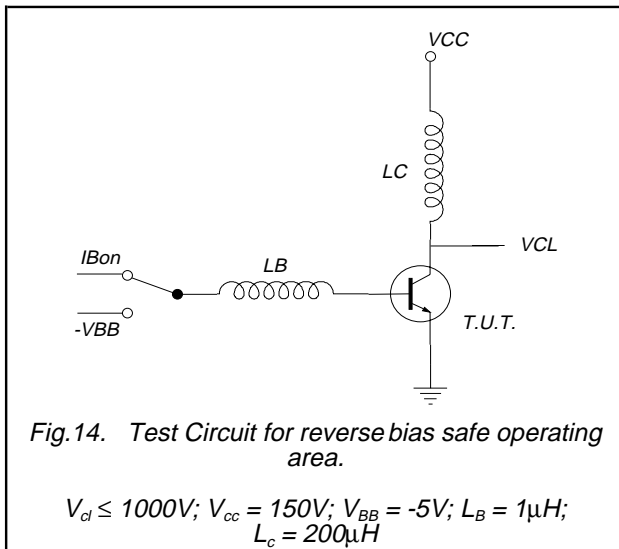 VCC
LC
VCL
IBon
LB
-VBB
T.U.T.
Fig.14. Test Circuit for reverse bias safe operating
area.
Vcl ≤ 1000V; Vcc = 150V; VBB = -5V; LB = 1μH;
Lc = 200μH